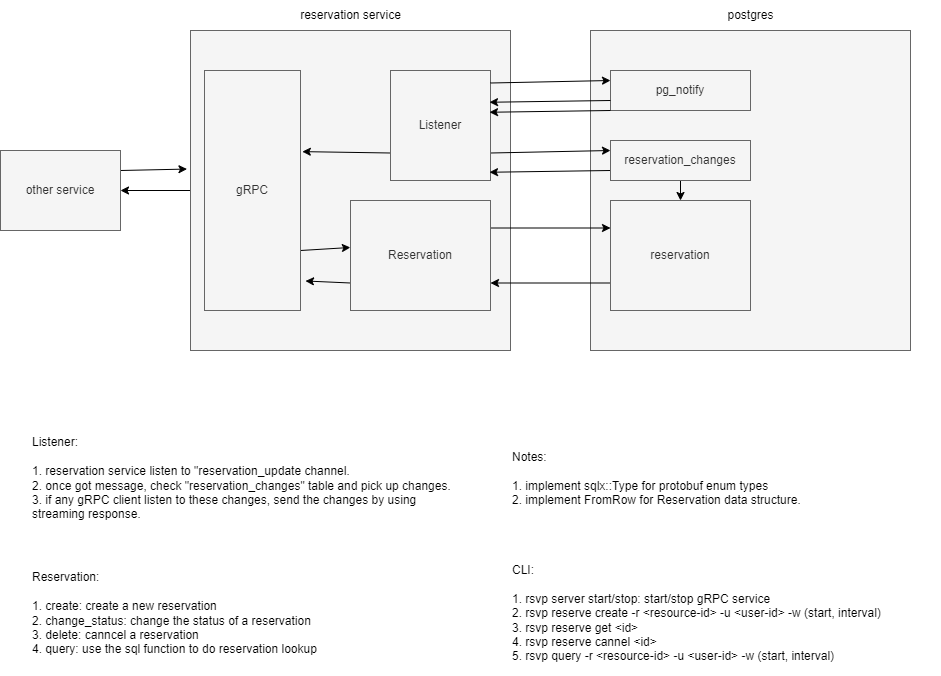 reservation service
postgres
other service
gRPC
Listener
pg_notify
reservation_changes
Reservation
reservation
Listener:
1. reservation service listen to "reservation_update channel.
2. once got message, check "reservation_changes" table and pick up changes.
3. if any gRPC client listen to these changes, send the changes by using
streaming response.
Notes:
1. implement sqlx::Type for protobuf enum types
2. implement FromRow for Reservation data structure.
Reservation:
1. create: create a new reservation
2. change_status: change the status of a reservation
3. delete: canncel a reservation
4. query: use the sql function to do reservation lookup
CLI:
1. rsvp server start/stop: start/stop gRPC service
2. rsvp reserve create -r <resource-id> -u <user-id> -w (start, interval)
3. rsvp reserve get <id>
4. rsvp reserve cannel <id>
5. rsvp query -r <resource-id> -u <user-id> -w (start, interval)